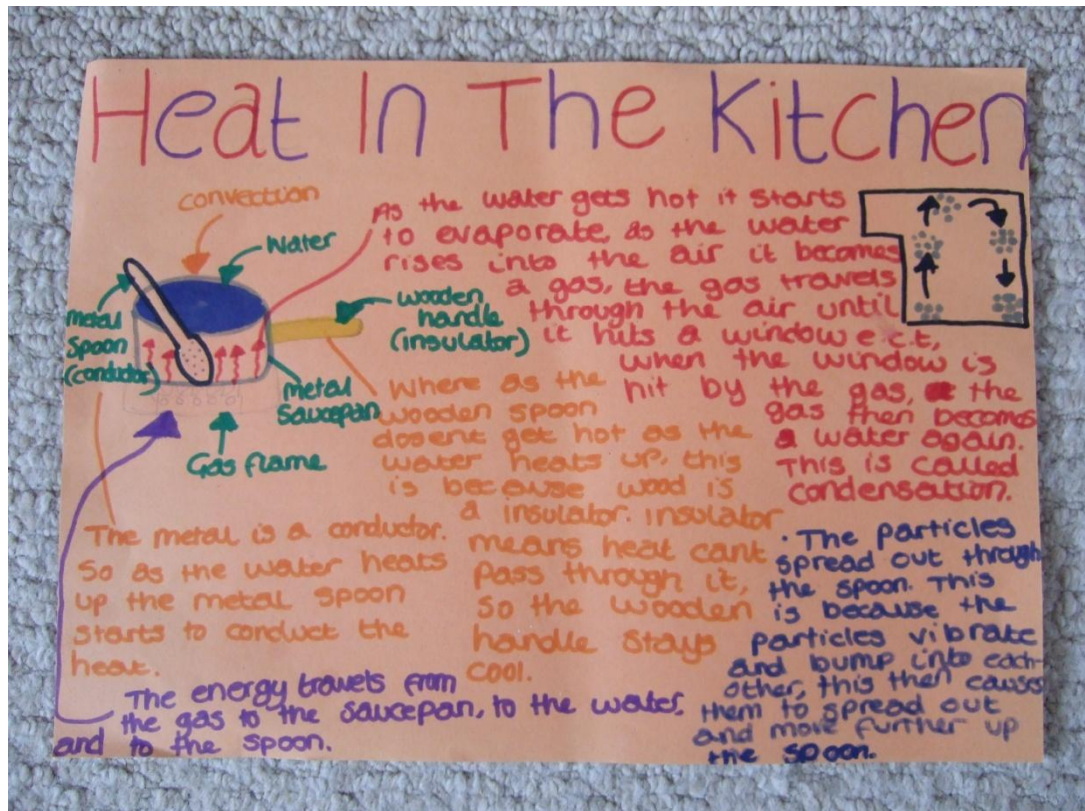 Heat In The Kitchen
convection
Water
Metal
Spoon
(conductor)
wooden
handle
(insulator)
metal
Saucepan
Gas flame
As the water gets hot it starts
to evaporate, as the water
rises into the air it becomes
a gas, the gas travels
through the air until
it hits a window e.c.t,
when the window is
hit by the gas, the
gas then becomes
a water again.
This is called
condensation.
Where as the
wooden spoon
dosent get hot as the
water heats up, this
is because wood is
a insulator. insulator
means heat cant
pass through it,
so the wooden
handle stays
cool.
The metal is a conductor.
So as the water heats
up the metal spoon
starts to conduct the
heat.
The particles
spread out through
the spoon. This
is because the
particles vibrate
and bump into each-
other, this then causes
them to spread out
and move further up
the spoon.
The energy travels from
the gas to the saucepan, to the water,
and to the spoon.